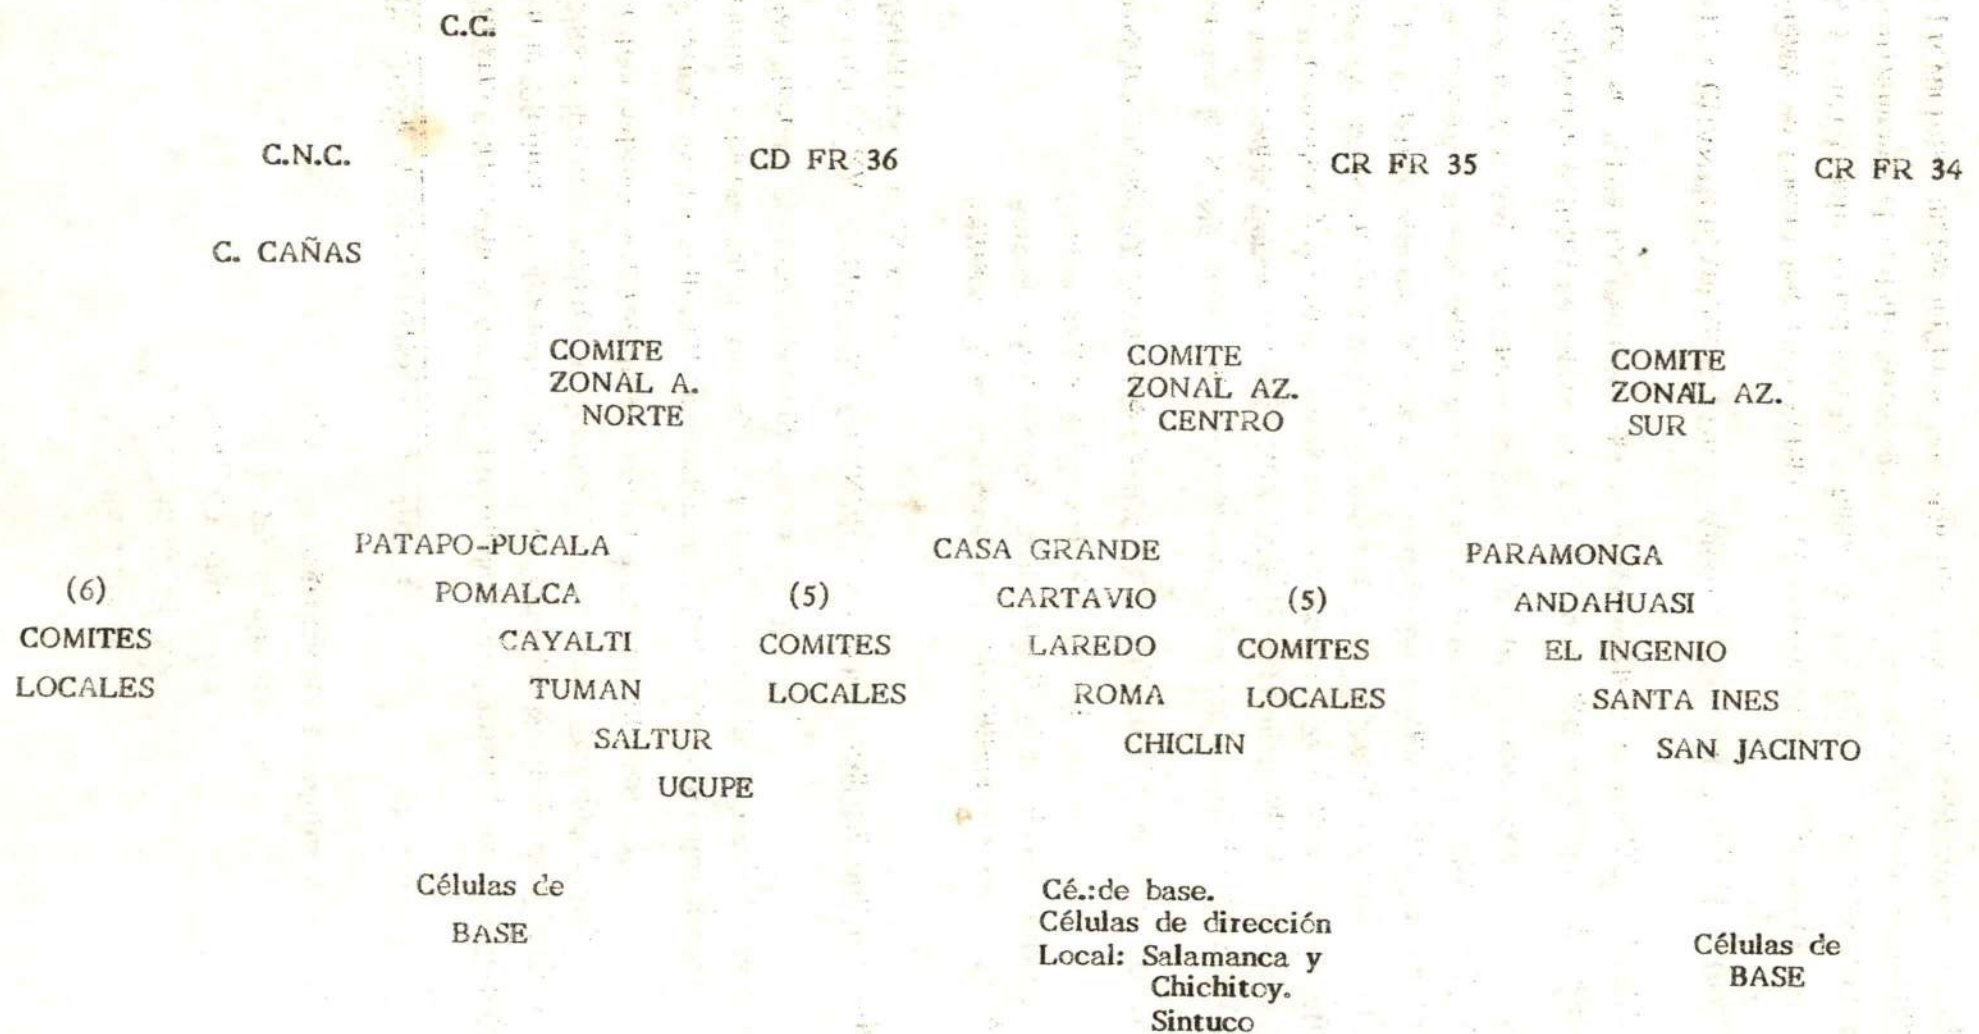 C.C.
C.N.C.
CD FR 36
CR FR 35
CR FR 34
C. CAÑAS
COMITE
ZONAL A.
NORTE
COMITE
ZONAL AZ.
CENTRO
COMITE
ZONAL AZ.
SUR
(6)
COMITES
LOCALES
PATAPO-PUCALA
POMALCA
CAYALTI
TUMAN
SALTUR
UCUPE
(5)
COMITES
LOCALES
CASA GRANDE
CARTAVIO
LAREDO
ROMA
CHICLIN
(5)
COMITES
LOCALES
PARAMONGA
ANDAHUASI
EL INGENIO
SANTA INES
SAN JACINTO
Células de
BASE
Cé.:de base.
Células de dirección
Local: Salamanca y
Chichitoy.
Sintuco
Células de
BASE